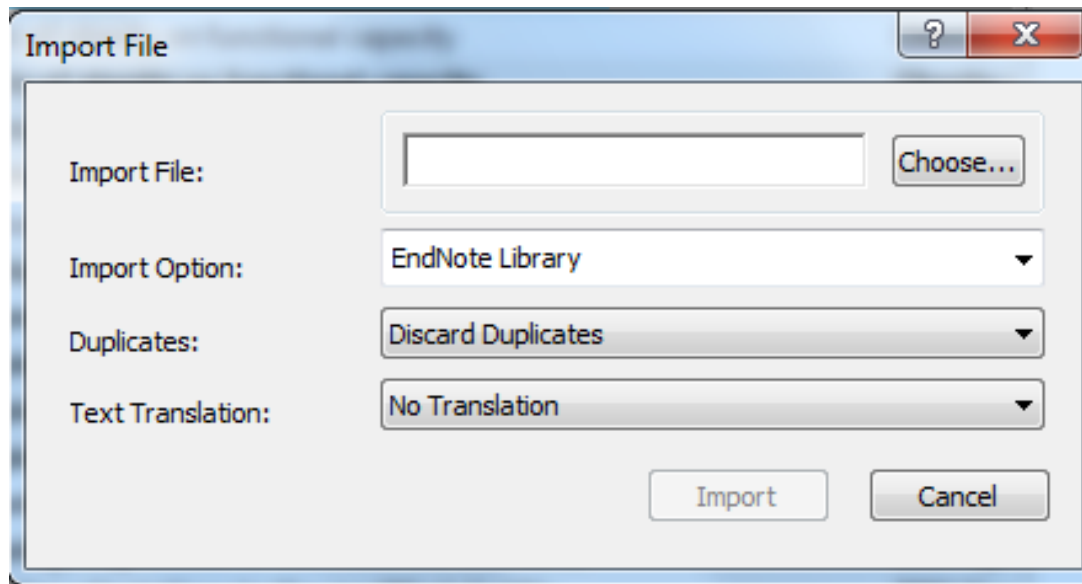 Import File
?
X
Import File:
Choose...
Import Option:
EndNote Library
Duplicates:
Discard Duplicates
Text Translation:
No Translation
Import
Cancel